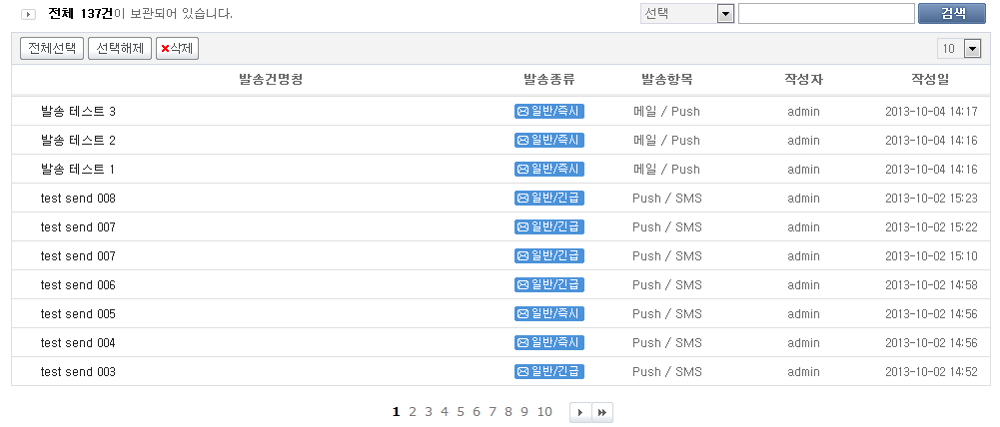 전체 137건이 보관되어 있습니다. 선택 검색
전체선택 선택해제 삭제 10
발송건명칭 발송종류 발송항목 작성자 작성일
발송 테스트 3 일반/즉시 메일 / Push admin 2013-10-04 14:17
발송 테스트 2 일반/즉시 메일 / Push admin 2013-10-04 14:16
발송 테스트 1 일반/즉시 메일 / Push admin 2013-10-04 14:16
test send 008 일반/긴급 Push / SMS admin 2013-10-02 15:23
test send 007 일반/긴급 Push / SMS admin 2013-10-02 15:22
test send 007 일반/긴급 Push / SMS admin 2013-10-02 15:10
test send 006 일반/긴급 Push / SMS admin 2013-10-02 14:58
test send 005 일반/즉시 Push / SMS admin 2013-10-02 14:56
test send 004 일반/즉시 Push / SMS admin 2013-10-02 14:56
test send 003 일반/긴급 Push / SMS admin 2013-10-02 14:52
1 2 3 4 5 6 7 8 9 10